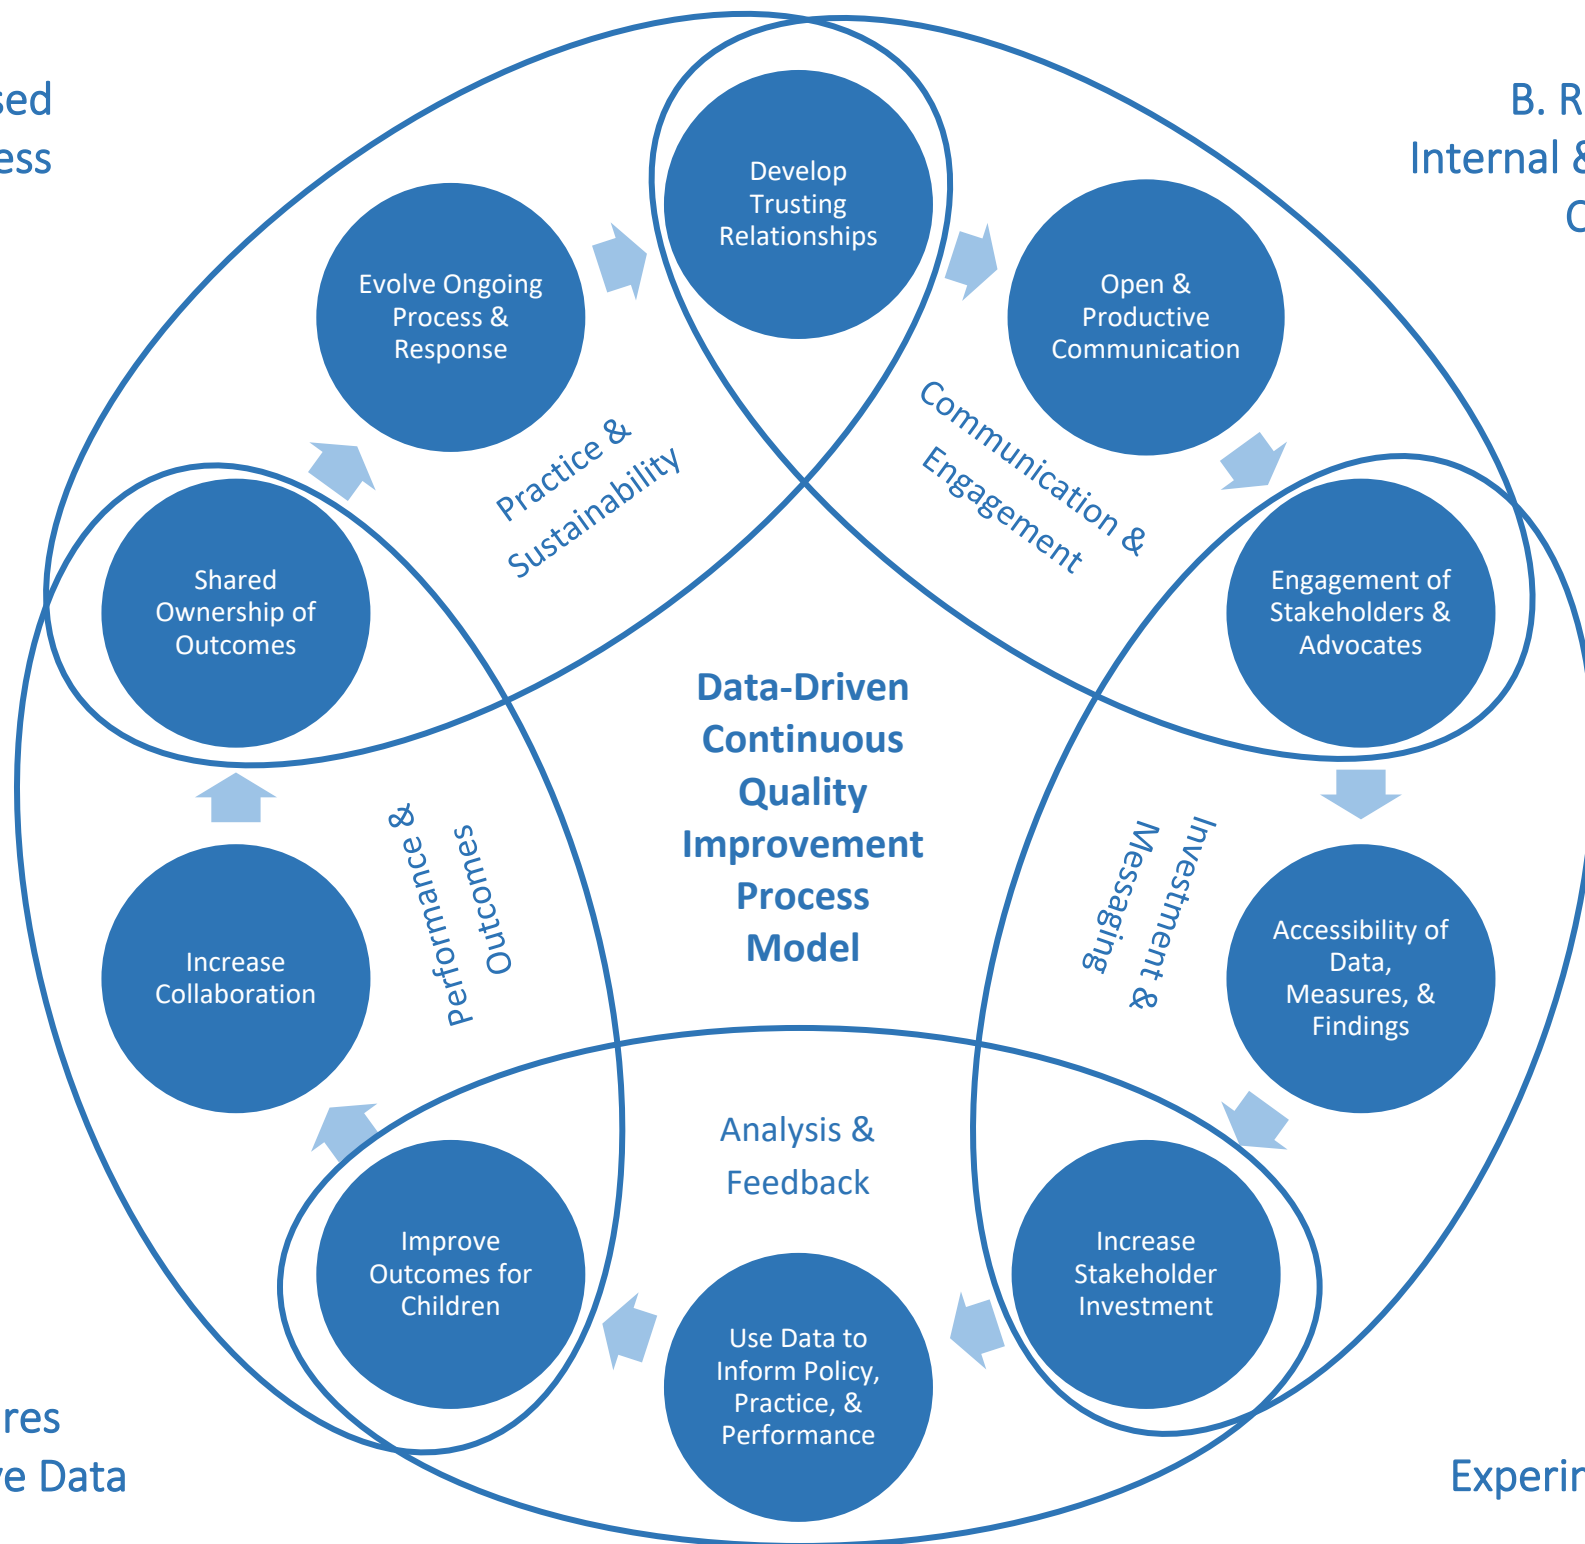 B. R
Internal &
Develop
Trusting
Relationships
Open &
Productive
Communication
Engagement of
Stakeholders &
Advocates
Accessibility of
Data,
Measures, &
Findings
Increase
Stakeholder
Investment
Use Data to
Inform Policy,
Practice, &
Performance
Improve
Outcomes for
Children
Increase
Collaboration
Shared
Ownership of
Outcomes
Evolve Ongoing
Process &
Response
Practice &
Sustainability
Communication &
Engagement
Investment &
Messaging
Analysis &
Feedback
Performance &
Outcomes
Data-Driven
Continuous
Quality
Improvement
Process
Model
sed
ess
res
ve Data
Experin